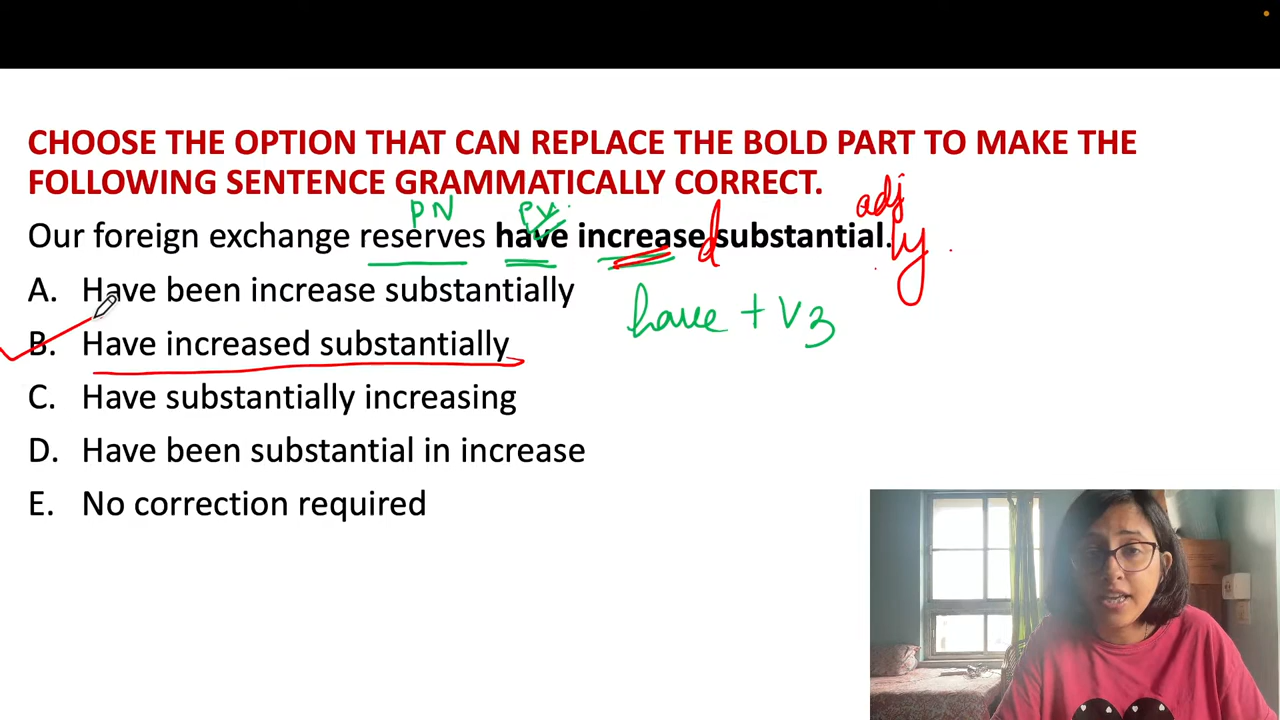 CHOOSE THE OPTION THAT CAN REPLACE THE BOLD PART TO MAKE THE
FOLLOWING SENTENCE GRAMMATICALLY CORRECT.
PN PV adj
Our foreign exchange reserves have increase d substantial. ly
A. Have been increase substantially
have + V3
B. Have increased substantially
C. Have substantially increasing
D. Have been substantial in increase
E. No correction required